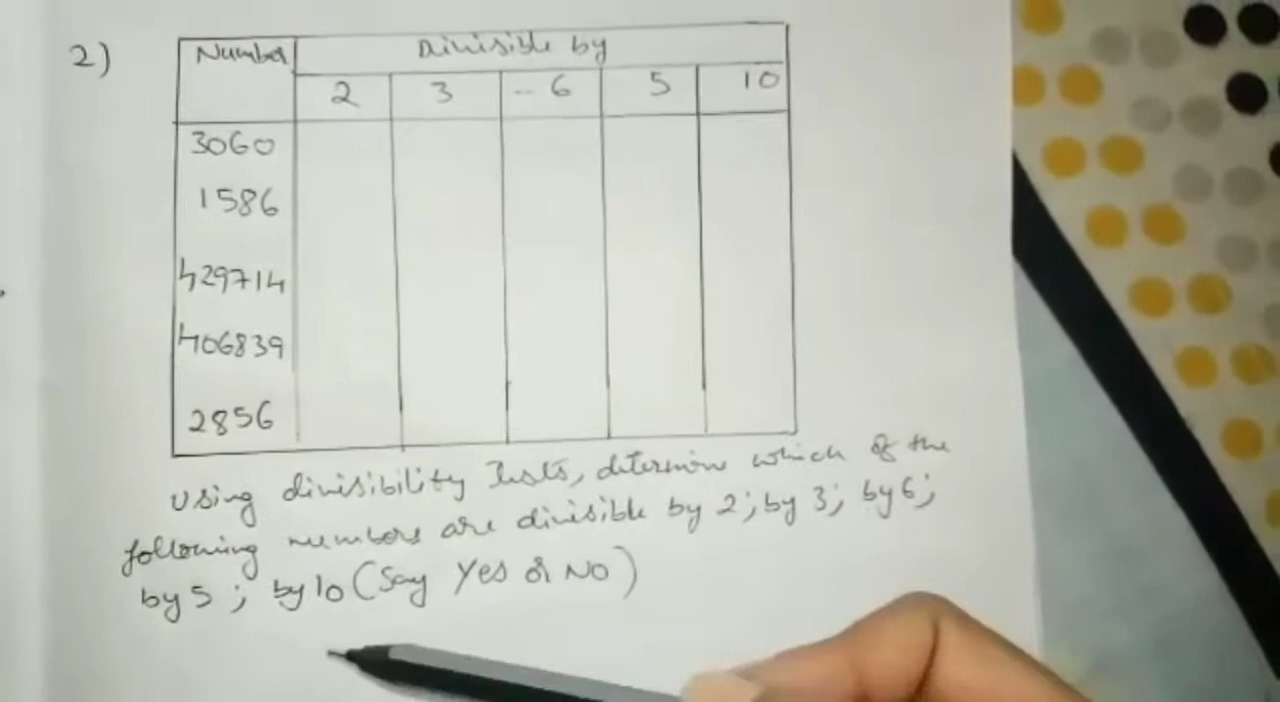 2)
Number Divisible by
2 3 6 5 10
3060
1586
429714
406839
2856
Using divisibility Tests, determine which of the
following numbers are divisible by 2; by 3; by 6;
by 5; by 10 (Say Yes or No)